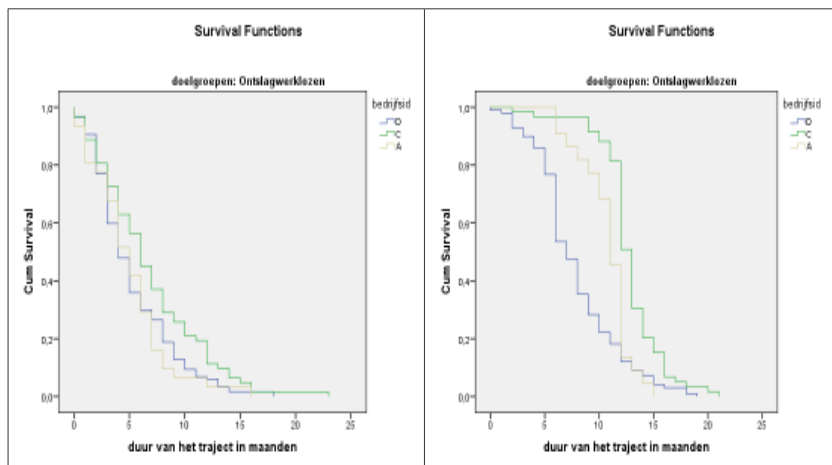 Survival Functions
doelgroepen: Ontslagwerklozen
bedrijfsid
D
C
A
1,0
0,8
0,6
0,4
0,2
0,0
Cum Survival
0 5 10 15 20 25
duur van het traject in maanden
Survival Functions
doelgroepen: Ontslagwerklozen
bedrijfsid
D
C
A
1,0
0,8
0,6
0,4
0,2
0,0
Cum Survival
0 5 10 15 20 25
duur van het traject in maanden